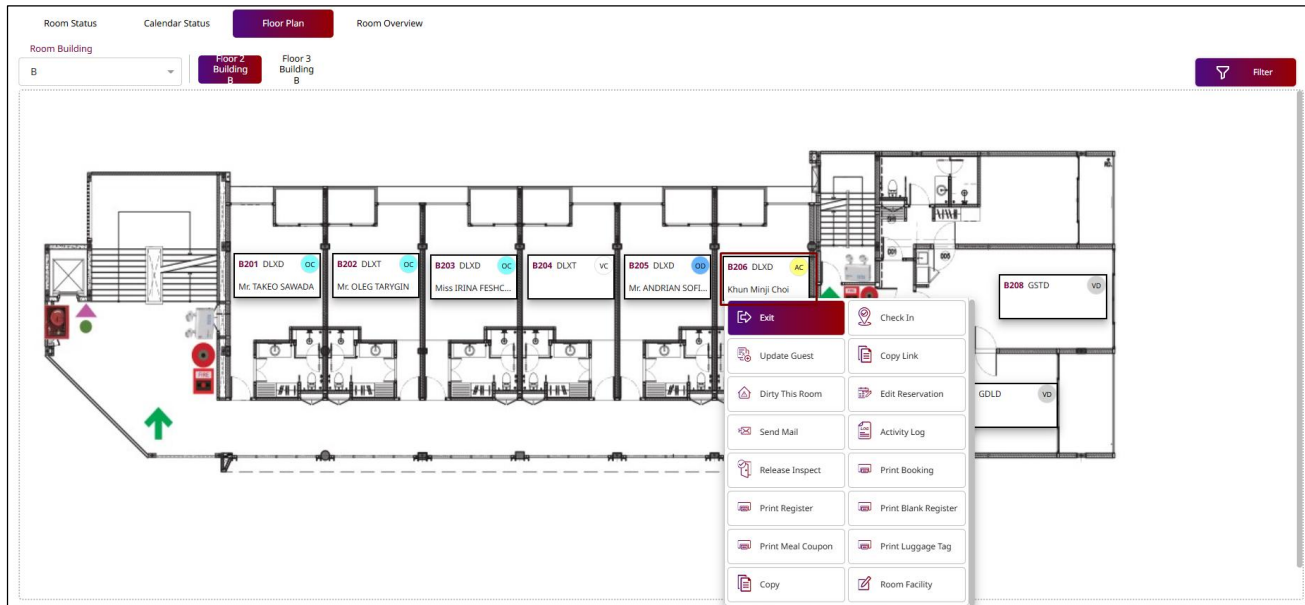 Room Status
Calendar Status
Floor Plan
Room Overview
Room Building
B
Floor 2
Building
B
Floor 3
Building
B
Filter
B201 DLXD OC
Mr. TAKEO SAWADA
B202 DLXT OC
Mr. OLEG TARYGIN
B203 DLXD OC
Miss IRINA FESHC...
B204 DLXT VC
B205 DLXD OD
Mr. ANDRIAN SOFI...
B206 DLXD AC
Khun Minji Choi
B208 GSTD VD
GDLD VD
FIRE
Exit
Check In
Update Guest
Copy Link
Dirty This Room
Edit Reservation
Send Mail
Activity Log
Release Inspect
Print Booking
Print Register
Print Blank Register
Print Meal Coupon
Print Luggage Tag
Copy
Room Facility